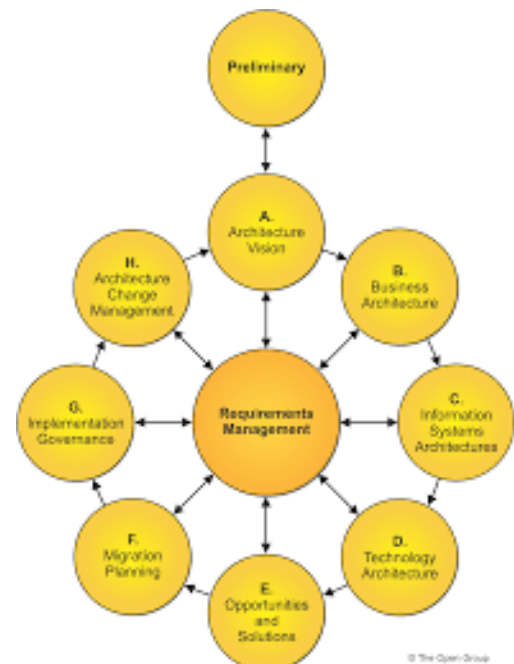 Preliminary
A.
Architecture
Vision
B.
Business
Architecture
C.
Information
Systems
Architectures
D.
Technology
Architecture
E.
Opportunities
and
Solutions
F.
Migration
Planning
G.
Implementation
Governance
H.
Architecture
Change
Management
Requirements
Management
© The Open Group